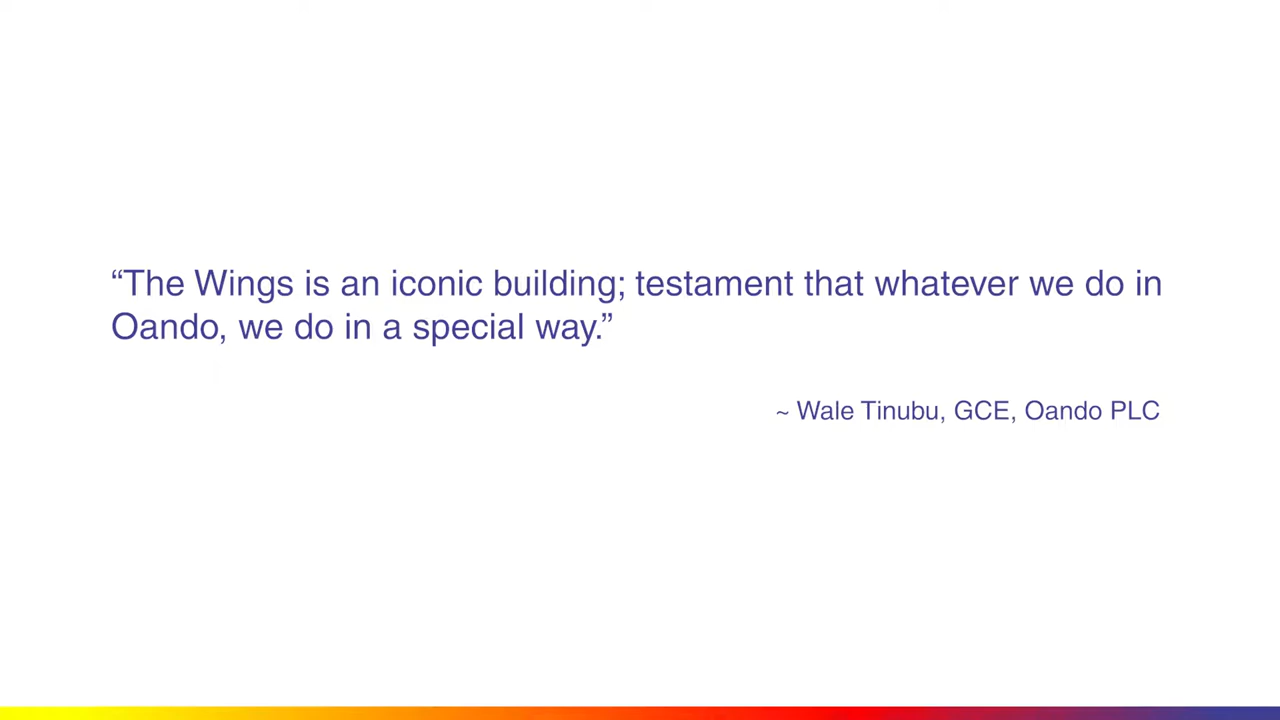 “The Wings is an iconic building; testament that whatever we do in
Oando, we do in a special way.”
~ Wale Tinubu, GCE, Oando PLC